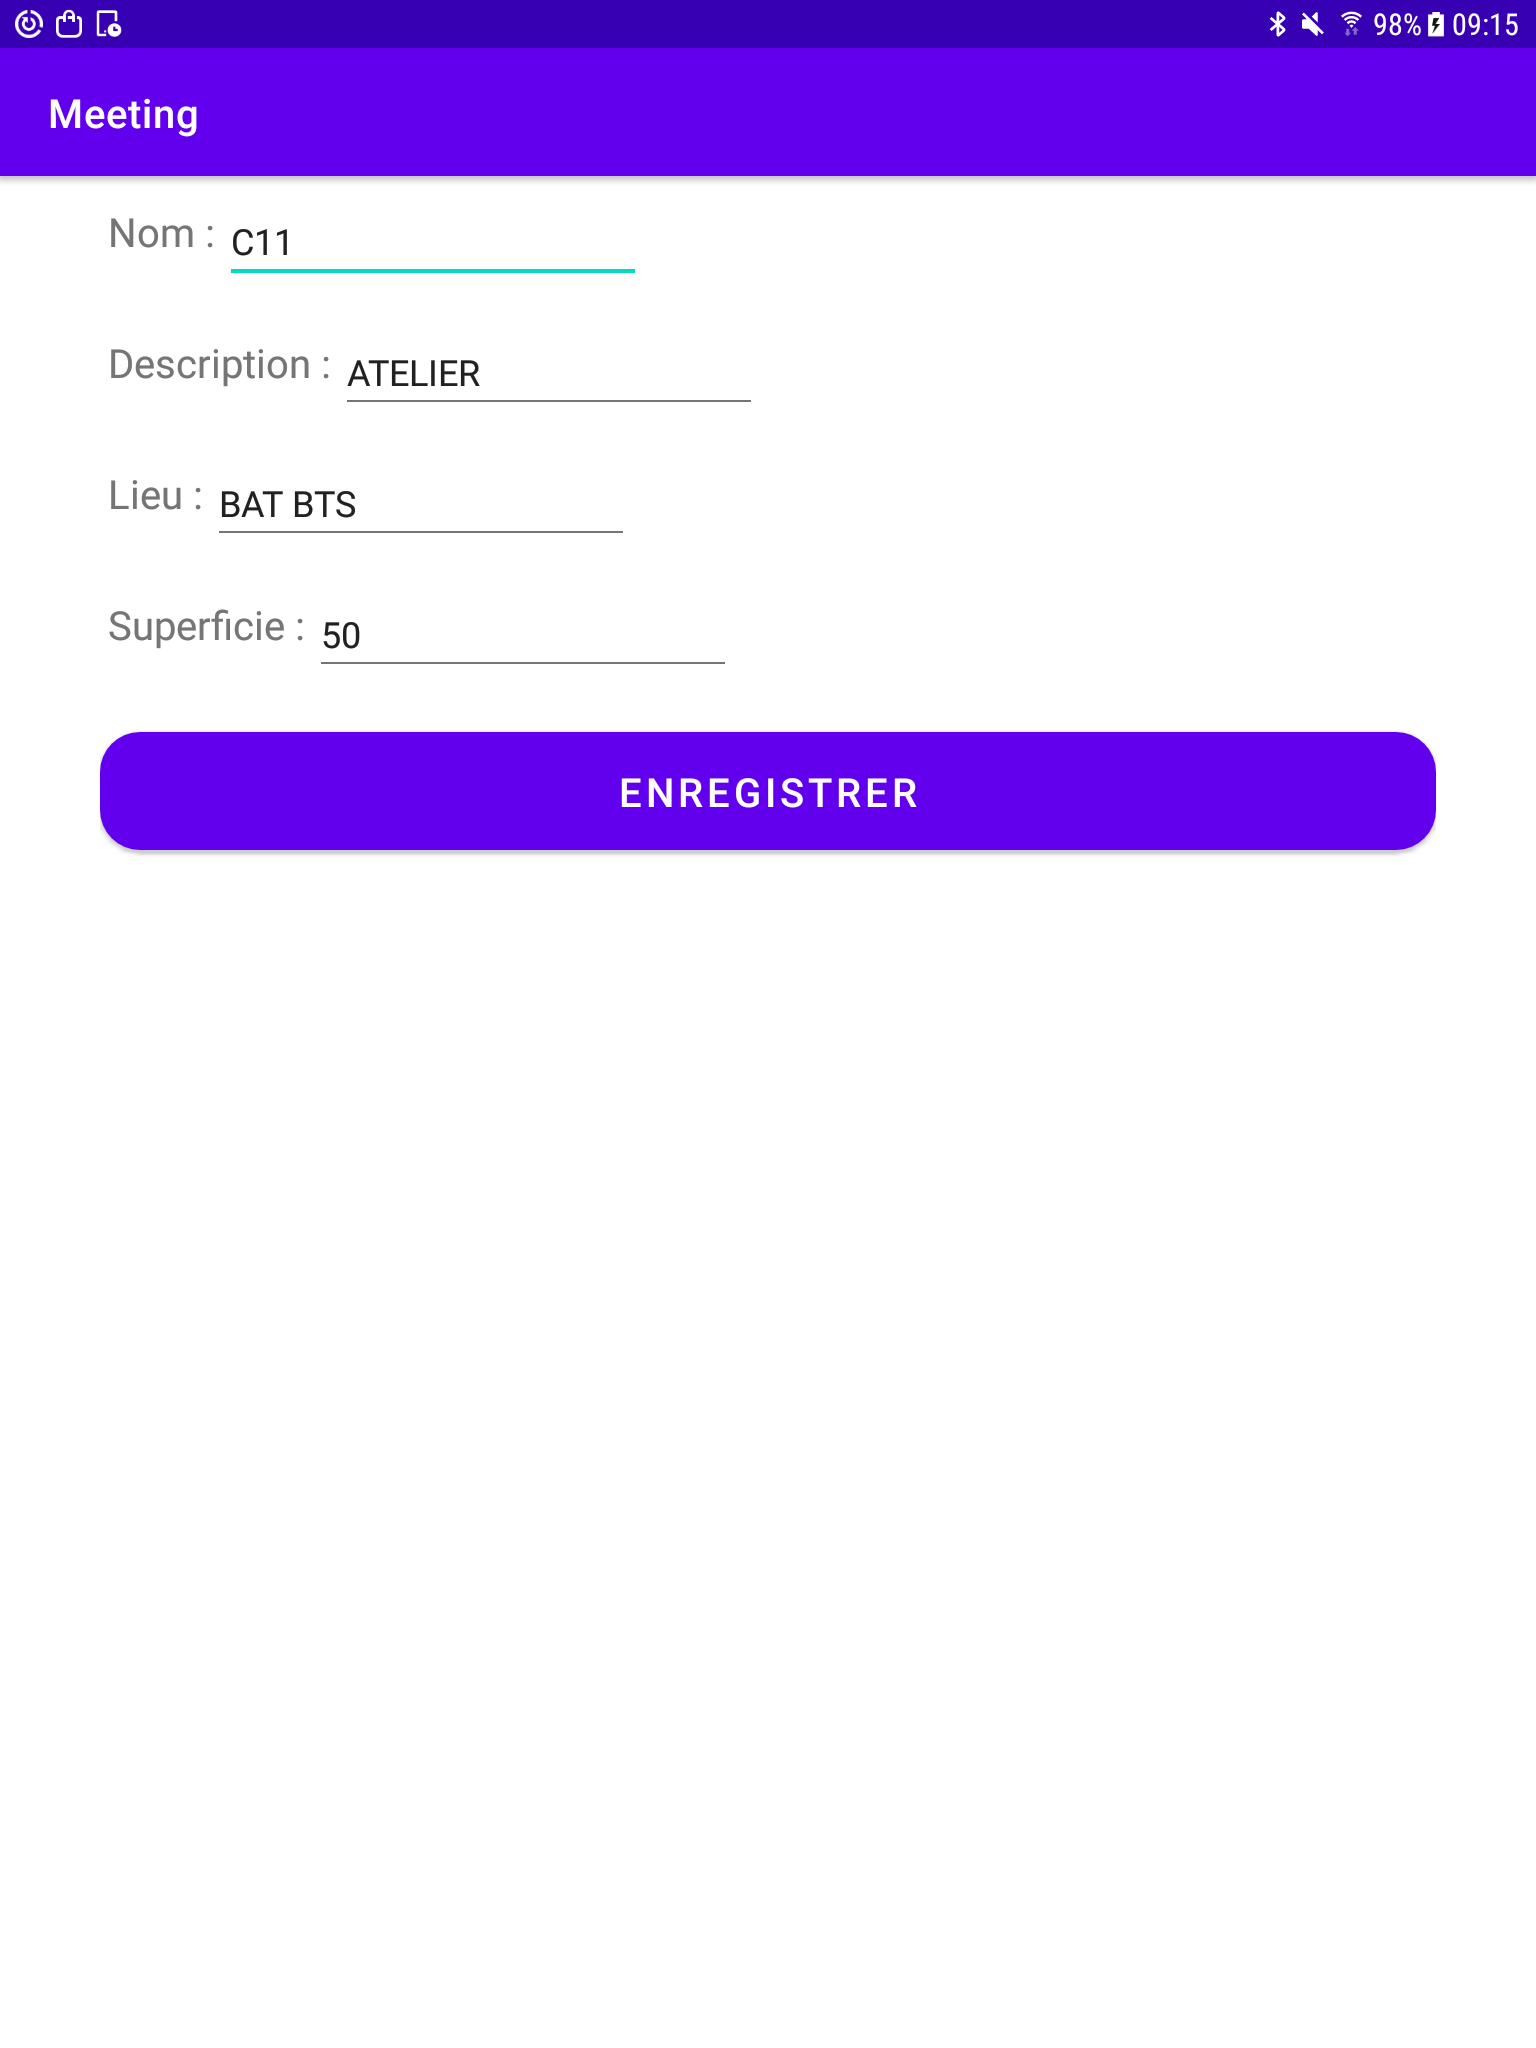 98% 09:15
Meeting
Nom : C11
Description : ATELIER
Lieu : BAT BTS
Superficie : 50
ENREGISTRER